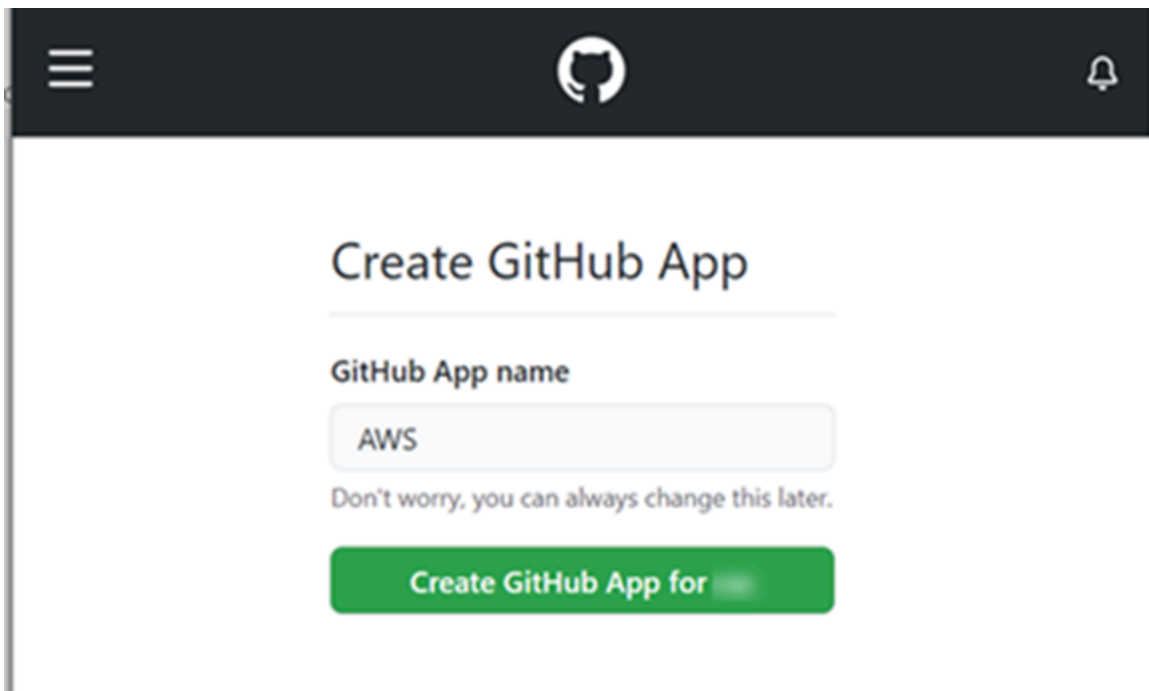 Create GitHub App
GitHub App name
AWS
Don't worry, you can always change this later.
Create GitHub App for